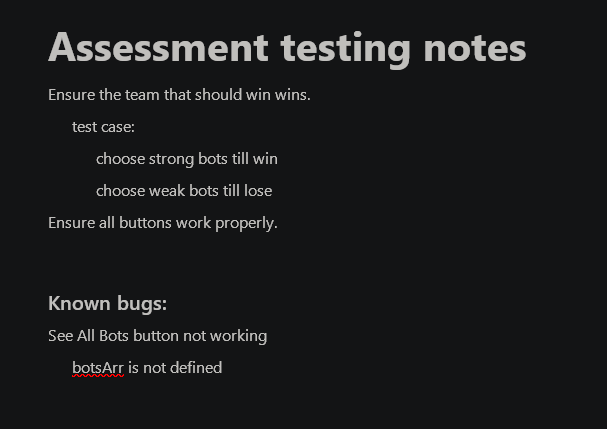 Assessment testing notes
Ensure the team that should win wins.
test case:
choose strong bots till win
choose weak bots till lose
Ensure all buttons work properly.
Known bugs:
See All Bots button not working
botsArr is not defined